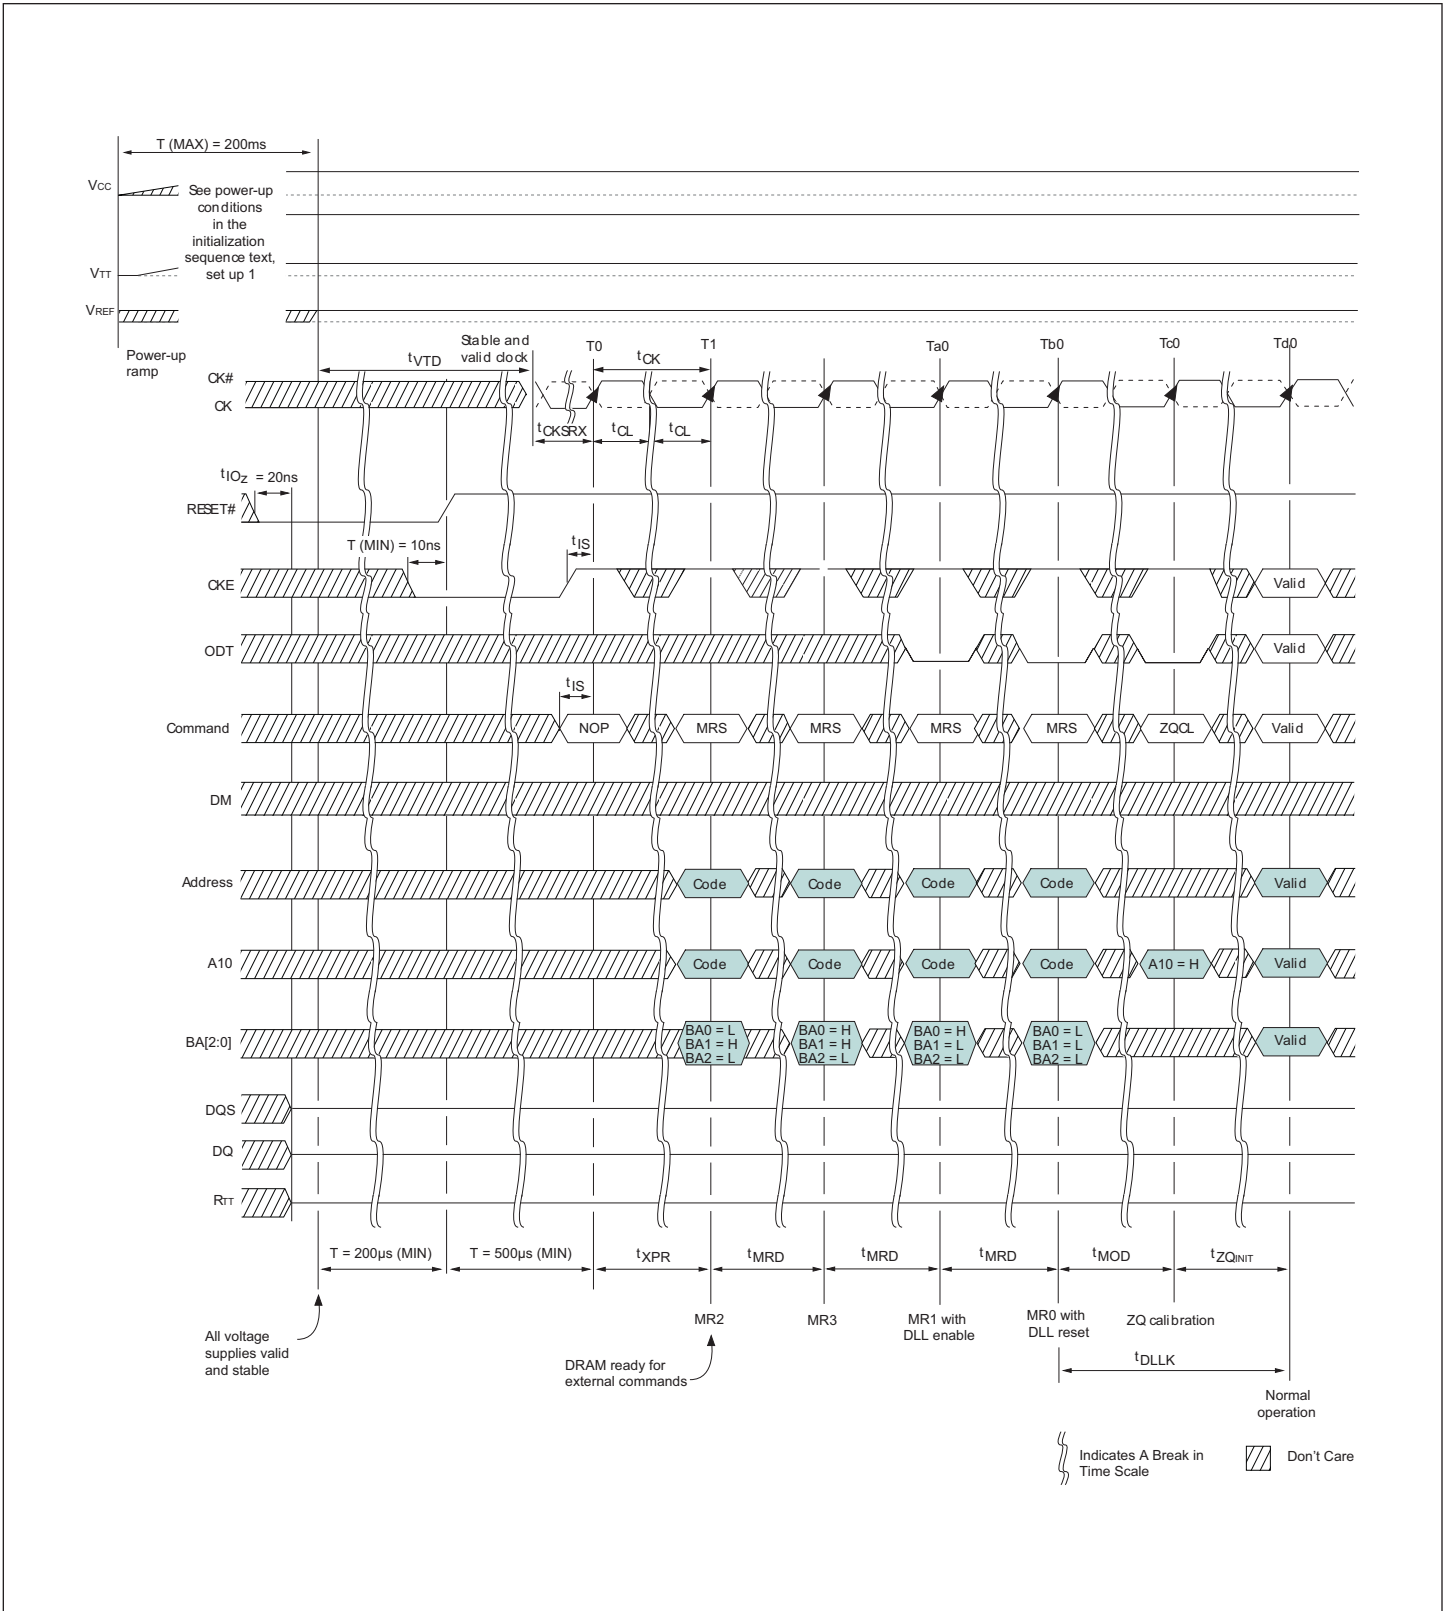 T (MAX) = 200ms
VCC
See power-up
conditions
in the
initialization
sequence text,
set up 1
VTT
VREF
Power-up
ramp
tVTD
Stable and
valid clock
T0
tCK
T1
Ta0
Tb0
Tc0
Td0
CK#
CK
tCKSRX
tCL
tCL
tIOZ = 20ns
RESET#
T (MIN) = 10ns
tIS
CKE
Valid
ODT
Valid
tIS
Command
NOP
MRS
MRS
MRS
MRS
ZQCL
Valid
DM
Address
Code
Code
Code
Code
Valid
A10
Code
Code
Code
Code
A10 = H
Valid
BA[2:0]
BA0 = L
BA1 = H
BA2 = L
BA0 = H
BA1 = H
BA2 = L
BA0 = H
BA1 = L
BA2 = L
BA0 = L
BA1 = L
BA2 = L
Valid
DQS
DQ
RTT
T = 200µs (MIN)
T = 500µs (MIN)
tXPR
tMRD
tMRD
tMRD
tMOD
tZQINIT
All voltage
supplies valid
and stable
MR2
MR3
MR1 with
DLL enable
MR0 with
DLL reset
ZQ calibration
DRAM ready for
external commands
tDLLK
Normal
operation
Indicates A Break in
Time Scale
Don't Care